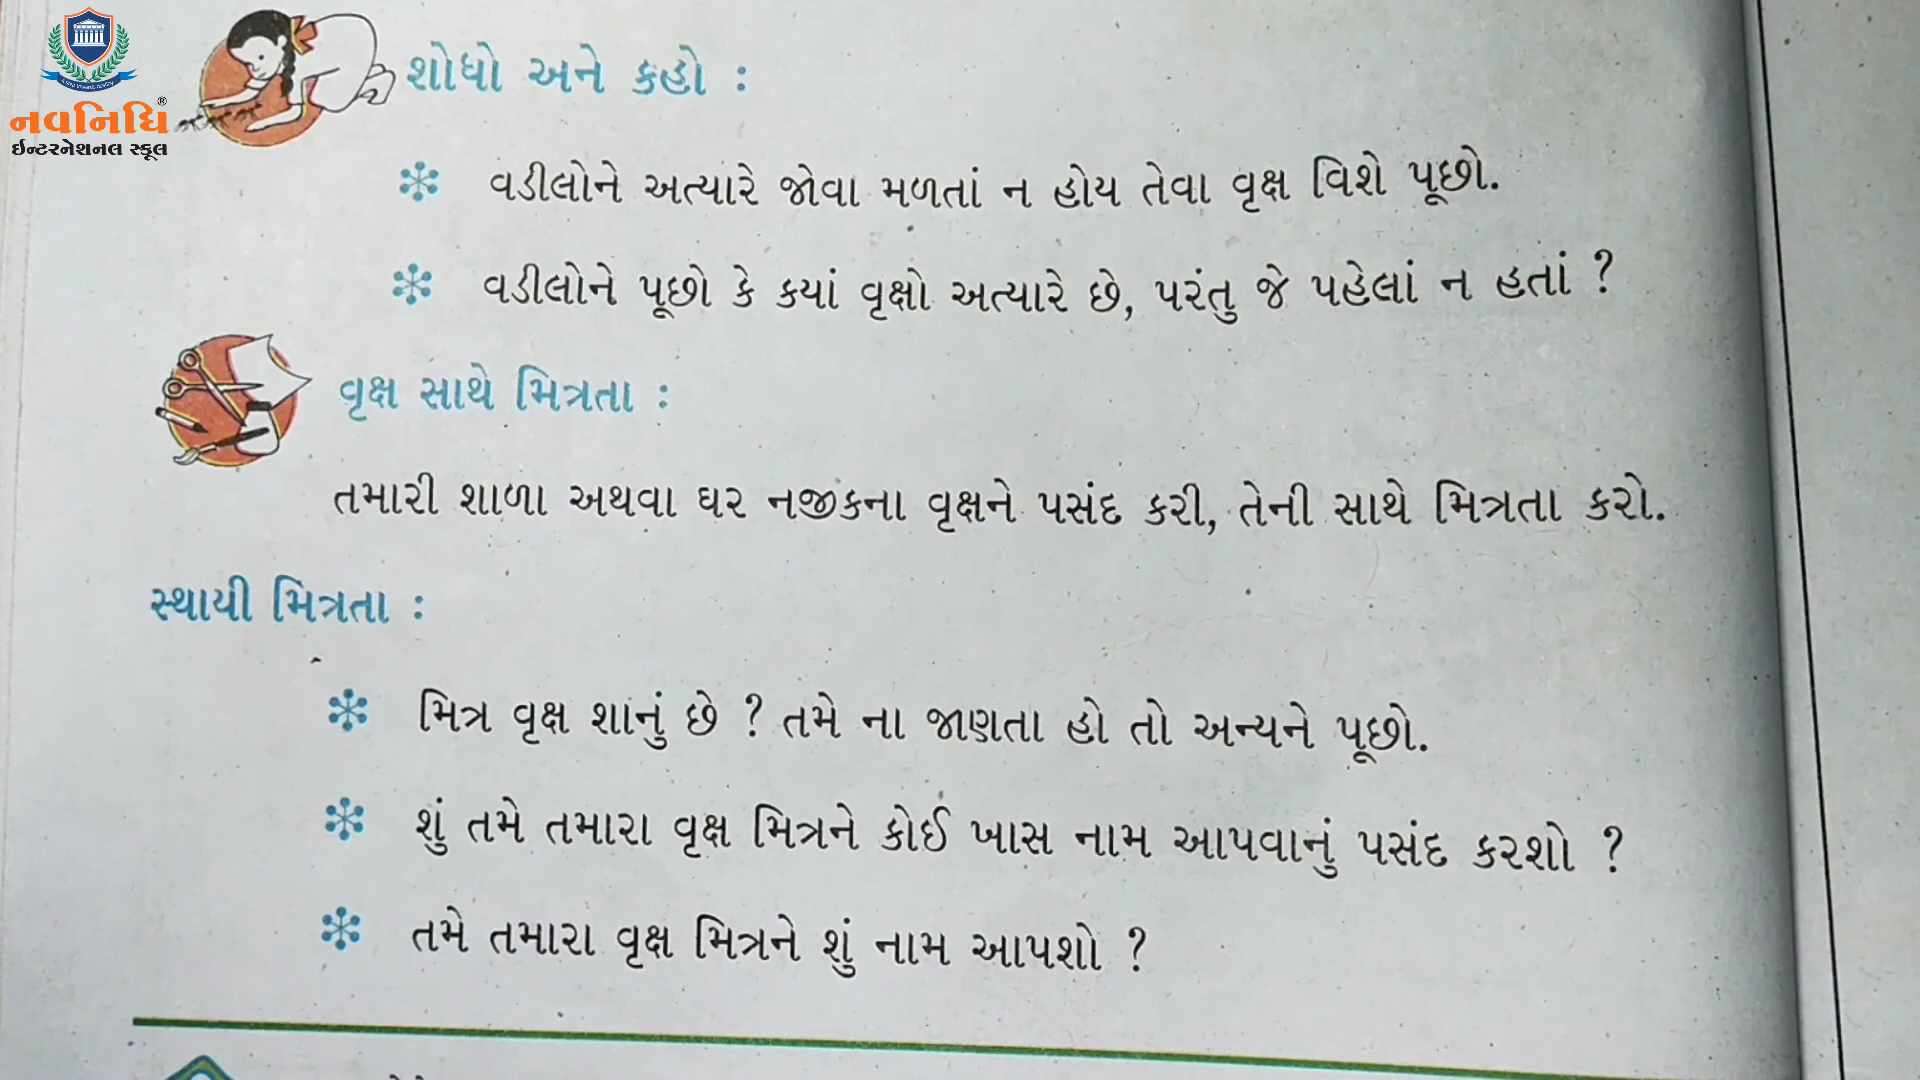 નવનિધિ®
ઈન્ટરનેશનલ સ્કૂલ
શોધો અને કહો :
વડીલોને અત્યારે જોવા મળતાં ન હોય તેવા વૃક્ષ વિશે પૂછો.
વડીલોને પૂછો કે કયાં વૃક્ષો અત્યારે છે, પરંતુ જે પહેલાં ન હતાં ?
વૃક્ષ સાથે મિત્રતા :
તમારી શાળા અથવા ઘર નજીકના વૃક્ષને પસંદ કરી, તેની સાથે મિત્રતા કરો.
સ્થાયી મિત્રતા :
મિત્ર વૃક્ષ શાનું છે ? તમે ના જાણતા હો તો અન્યને પૂછો.
શું તમે તમારા વૃક્ષ મિત્રને કોઈ ખાસ નામ આપવાનું પસંદ કરશો ?
તમે તમારા વૃક્ષ મિત્રને શું નામ આપશો ?